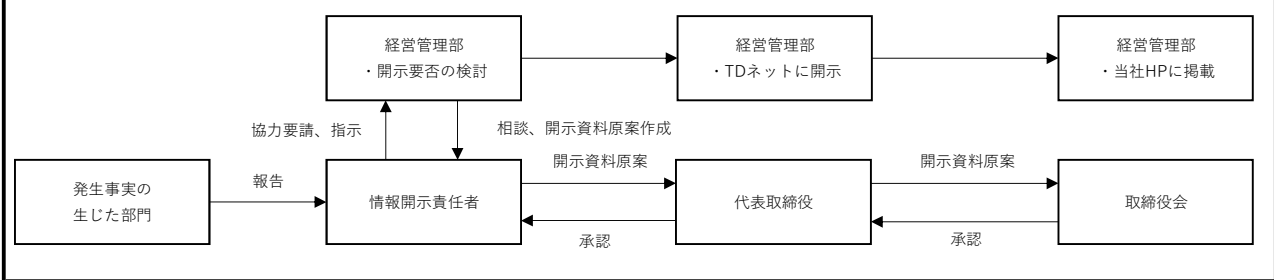 経営管理部
・開示要否の検討
経営管理部
・TDネットに開示
経営管理部
・当社HPに掲載
協力要請、指示
相談、開示資料原案作成
発生事実の
生じた部門
報告
情報開示責任者
開示資料原案
承認
代表取締役
開示資料原案
承認
取締役会